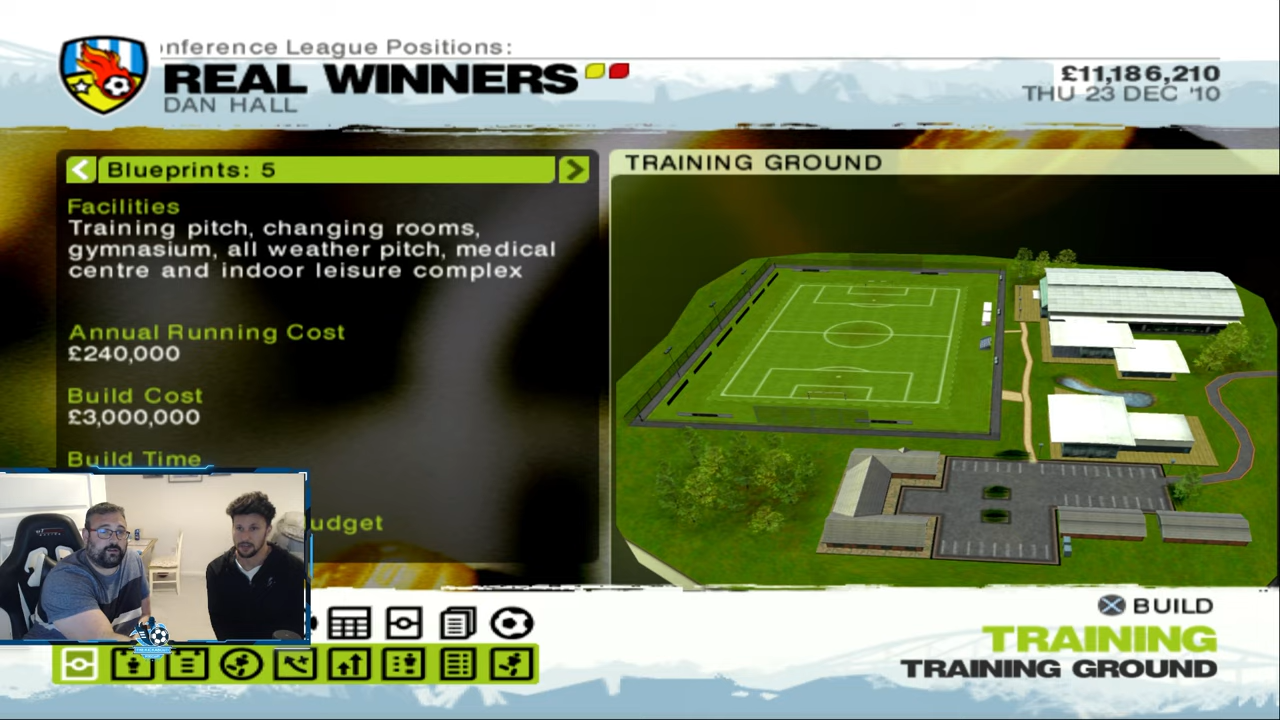 nference League Positions:
REAL WINNERS
DAN HALL
£11,186,210
THU 23 DEC '10
Blueprints: 5
TRAINING GROUND
Facilities
Training pitch, changing rooms,
gymnasium, all weather pitch, medical
centre and indoor leisure complex
Annual Running Cost
£240,000
Build Cost
£3,000,000
Build Time
udget
BUILD
TRAINING
TRAINING GROUND